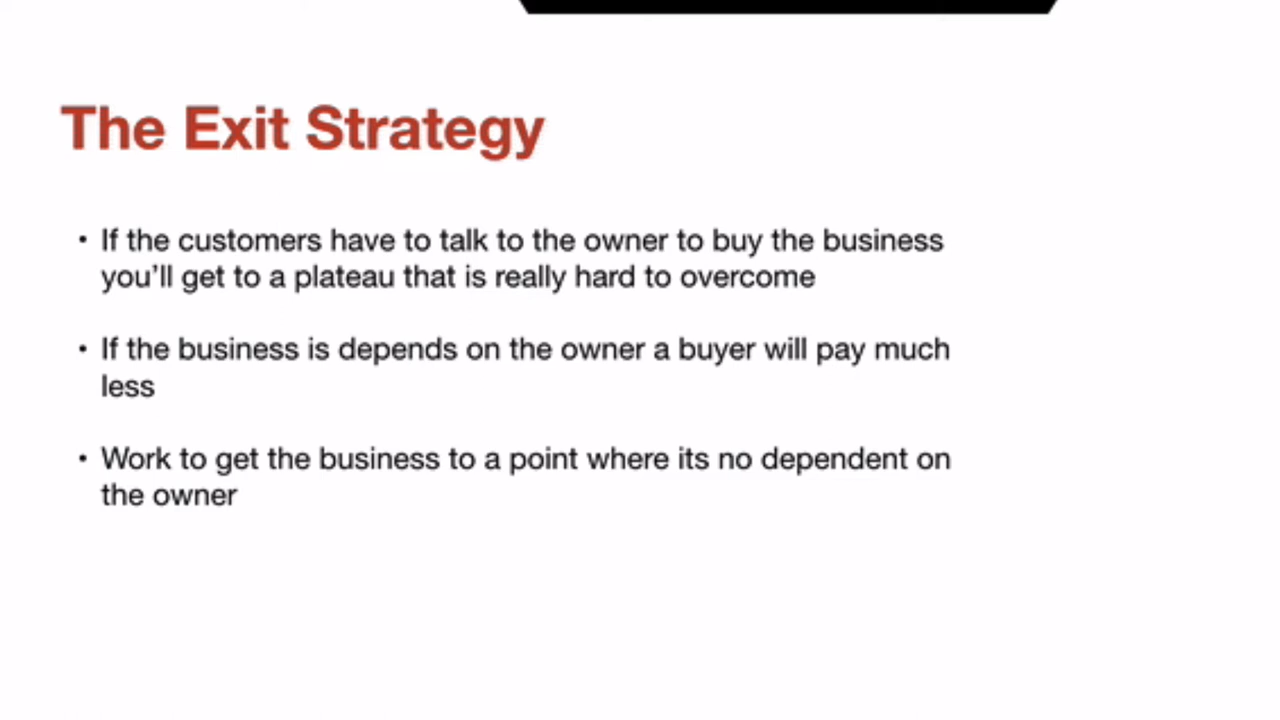 The Exit Strategy
• If the customers have to talk to the owner to buy the business
you’ll get to a plateau that is really hard to overcome
• If the business is depends on the owner a buyer will pay much
less
• Work to get the business to a point where its no dependent on
the owner